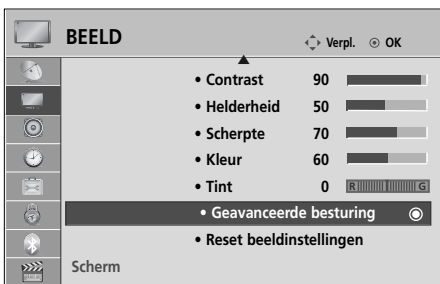 BEELD Verpl. OK
• Contrast 90
• Helderheid 50
• Scherpte 70
• Kleur 60
• Tint 0 R G
• Geavanceerde besturing
• Reset beeldinstellingen
Scherm